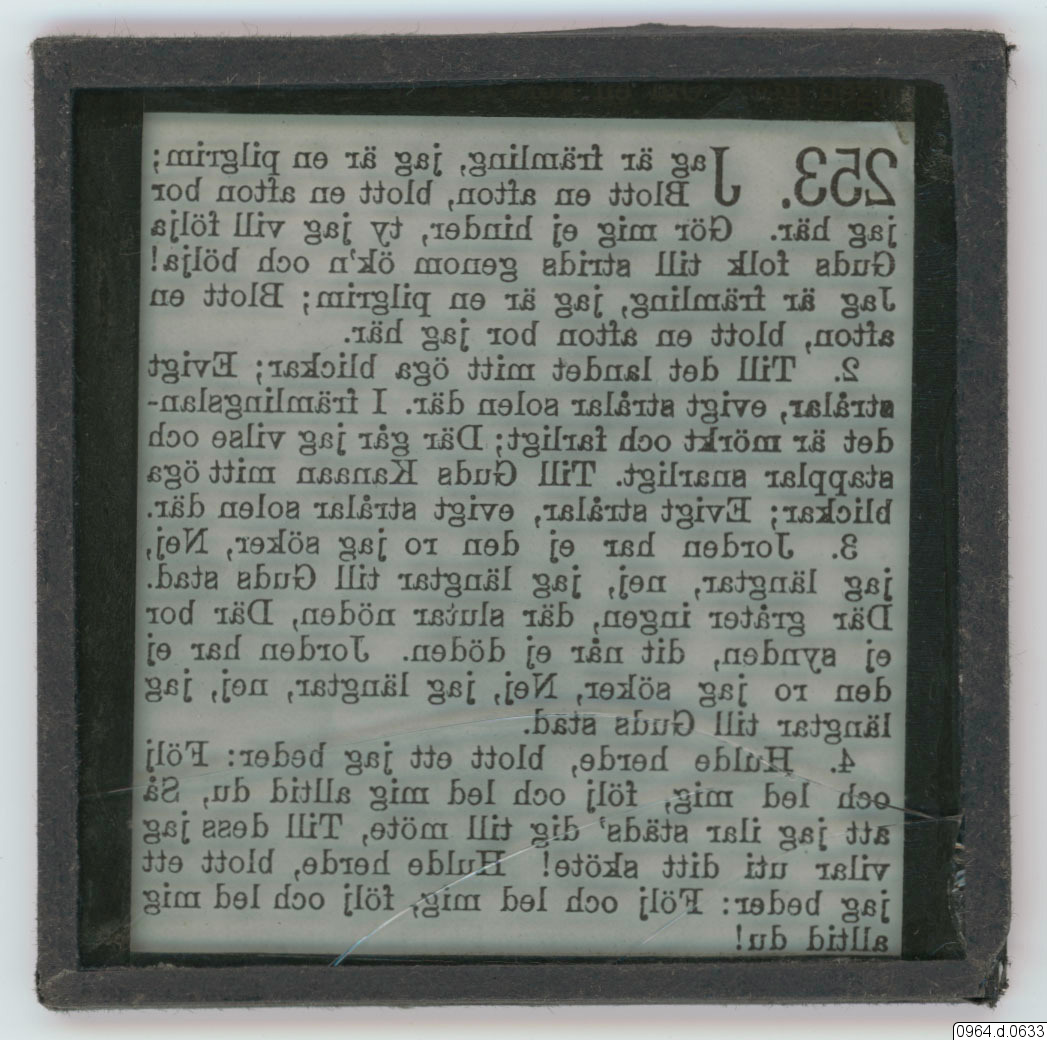 253. Jag är främling, jag är en pilgrim;
Blott en afton, blott en afton bor
jag här. Gör mig ej hinder, ty jag vill följa
Guds folk till strids genom ök'n och bölja!
Jag är främling, jag är en pilgrim; Blott en
afton, blott en afton bor jag här.
2. Till det landet mitt öga blickar; Evigt
strålar, evigt strålar solen där. I främlingslan-
det är mörkt och farligt; Där går jag vilse och
stapplar snarligt. Till Guds Kanaan mitt öga
blickar; Evigt strålar, evigt strålar solen där.
3. Jorden har ej den ro jag söker, Nej,
jag längtar, nej, jag längtar till Guds stad.
Där gråter ingen, där slutar nöden, Där bor
ej synden, dit når ej döden. Jorden har ej
den ro jag söker, Nej, jag längtar, nej, jag
längtar till Guds stad.
4. Hulde herde, blott ett jag beder: Följ
och led mig, följ och led mig alltid du, Så
att jag ilar städs' dig till möte, Till dess jag
vilar uti ditt sköte! Hulde herde, blott ett
jag beder: Följ och led mig, följ och led mig
alltid du!
0964.d.0633